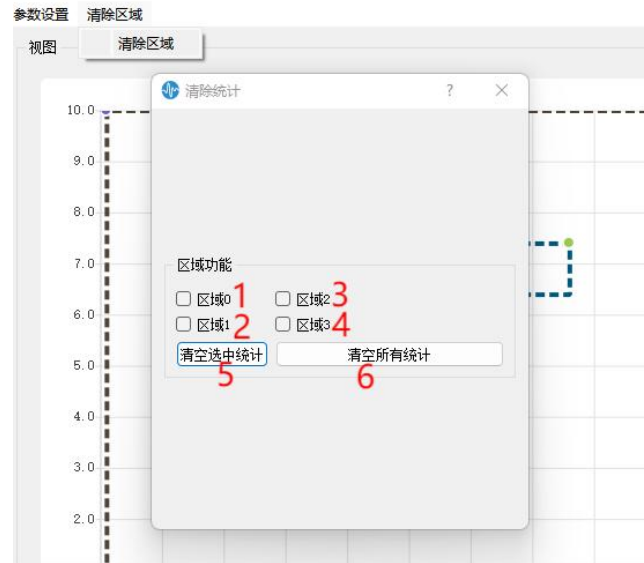 参数设置 清除区域
视图
清除区域
清除统计 ?
10.0
9.0
8.0
7.0
6.0
5.0
4.0
3.0
2.0
区域功能
区域0 1 区域2 3
区域1 2 区域3 4
清空选中统计 清空所有统计
5 6